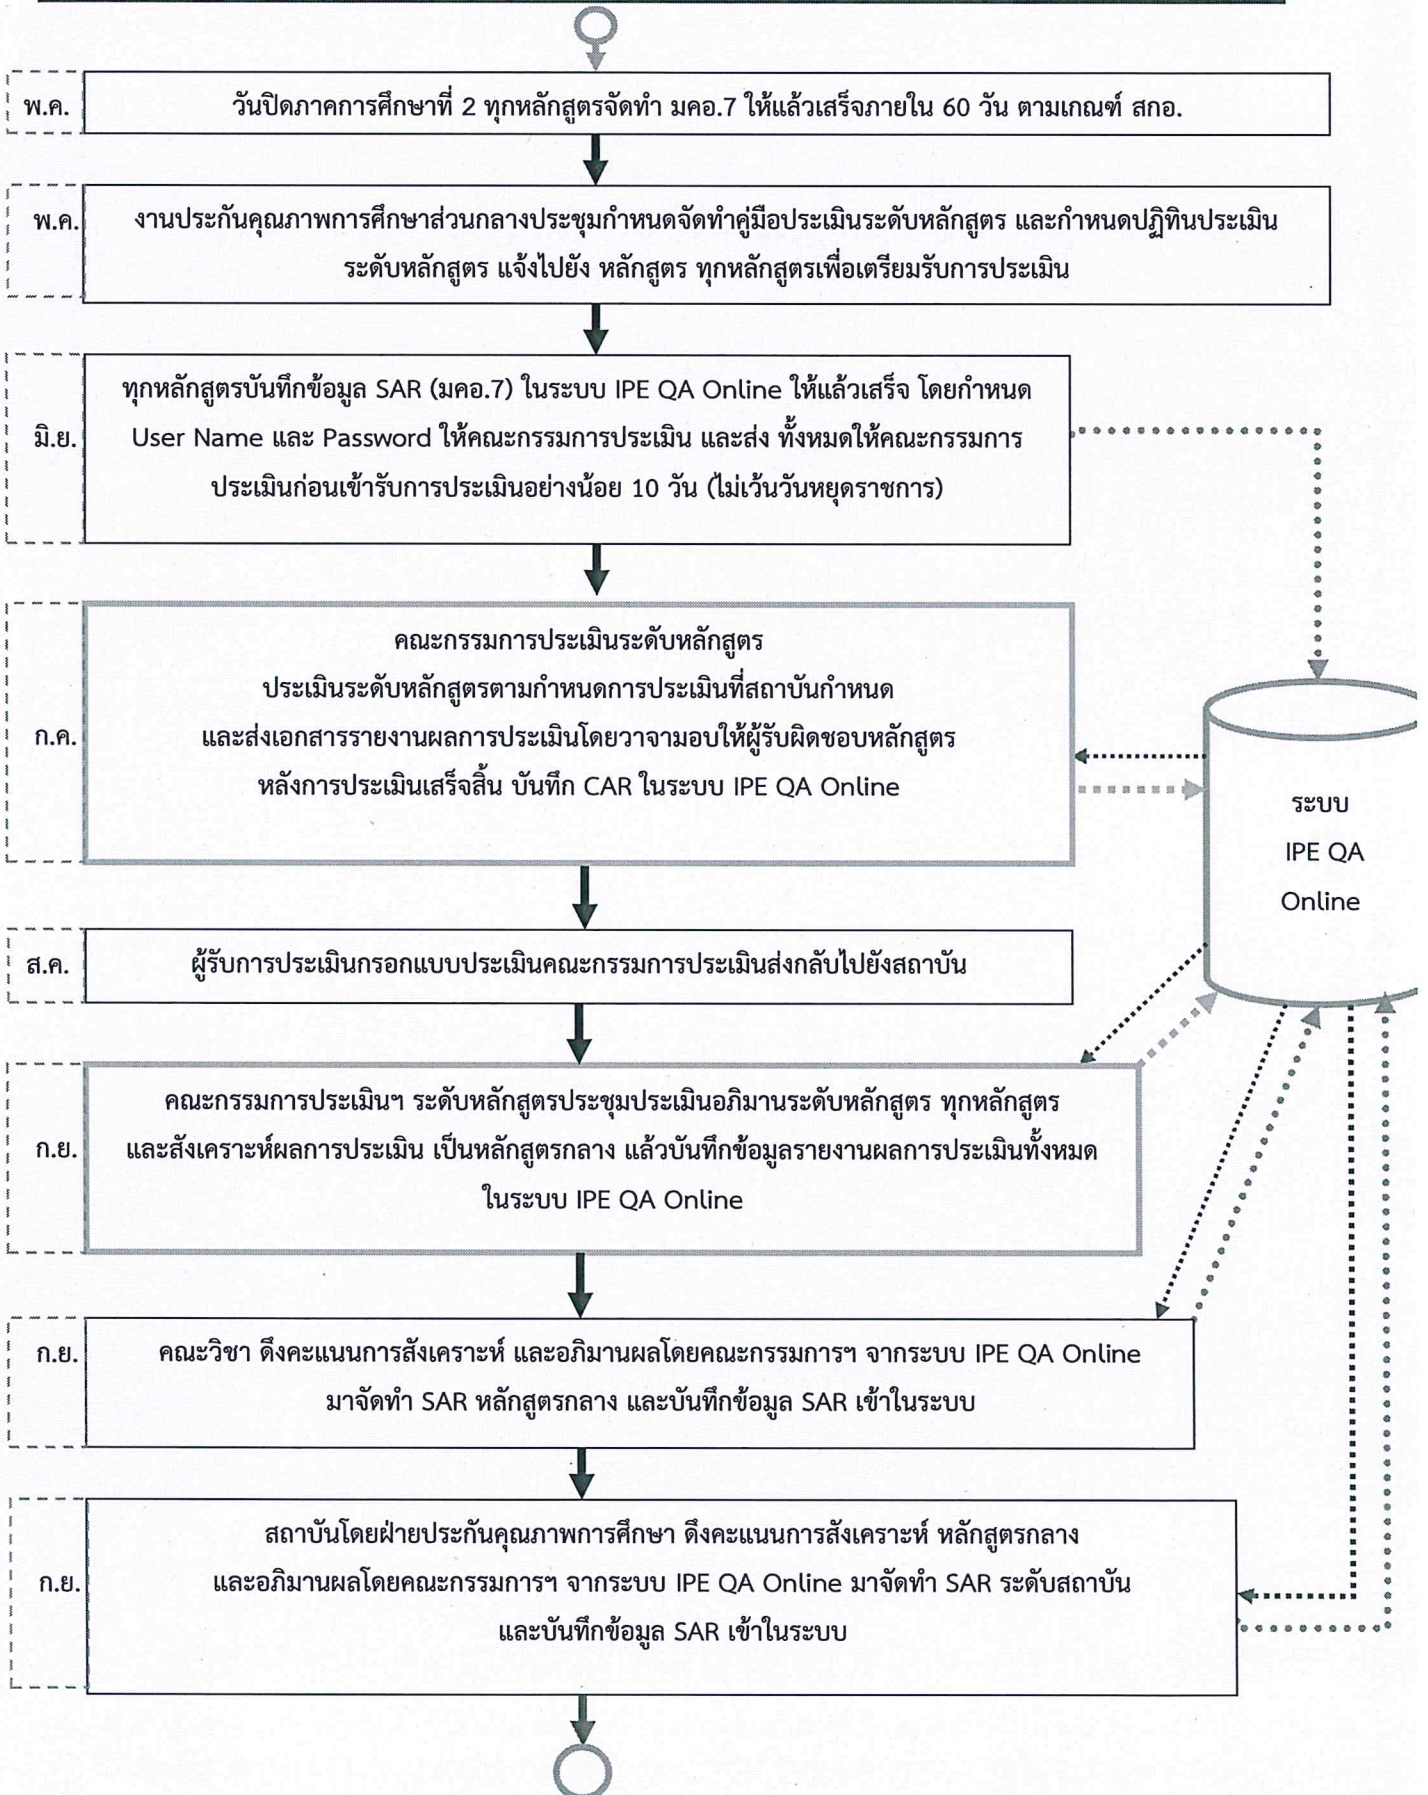 พ.ค.
วันปิดภาคการศึกษาที่ 2 ทุกหลักสูตรจัดทำ มคอ.7 ให้แล้วเสร็จภายใน 60 วัน ตามเกณฑ์ สกอ.
พ.ค.
งานประกันคุณภาพการศึกษาส่วนกลางประชุมกำหนดจัดทำคู่มือประเมินระดับหลักสูตร และกำหนดปฏิทินประเมิน
ระดับหลักสูตร แจ้งไปยัง หลักสูตร ทุกหลักสูตรเพื่อเตรียมรับการประเมิน
มิ.ย.
ทุกหลักสูตรบันทึกข้อมูล SAR (มคอ.7) ในระบบ IPE QA Online ให้แล้วเสร็จ โดยกำหนด
User Name และ Password ให้คณะกรรมการประเมิน และส่ง ทั้งหมดให้คณะกรรมการ
ประเมินก่อนเข้ารับการประเมินอย่างน้อย 10 วัน (ไม่เว้นวันหยุดราชการ)
ก.ค.
คณะกรรมการประเมินระดับหลักสูตร
ประเมินระดับหลักสูตรตามกำหนดการประเมินที่สถาบันกำหนด
และส่งเอกสารรายงานผลการประเมินโดยวาจามอบให้ผู้รับผิดชอบหลักสูตร
หลังการประเมินเสร็จสิ้น บันทึก CAR ในระบบ IPE QA Online
ระบบ
IPE QA
Online
ส.ค.
ผู้รับการประเมินกรอกแบบประเมินคณะกรรมการประเมินส่งกลับไปยังสถาบัน
ก.ย.
คณะกรรมการประเมินฯ ระดับหลักสูตรประชุมประเมินอภิมานระดับหลักสูตร ทุกหลักสูตร
และสังเคราะห์ผลการประเมิน เป็นหลักสูตรกลาง แล้วบันทึกข้อมูลรายงานผลการประเมินทั้งหมด
ในระบบ IPE QA Online
ก.ย.
คณะวิชา ดึงคะแนนการสังเคราะห์ และอภิมานผลโดยคณะกรรมการฯ จากระบบ IPE QA Online
มาจัดทำ SAR หลักสูตรกลาง และบันทึกข้อมูล SAR เข้าในระบบ
ก.ย.
สถาบันโดยฝ่ายประกันคุณภาพการศึกษา ดึงคะแนนการสังเคราะห์ หลักสูตรกลาง
และอภิมานผลโดยคณะกรรมการฯ จากระบบ IPE QA Online มาจัดทำ SAR ระดับสถาบัน
และบันทึกข้อมูล SAR เข้าในระบบ